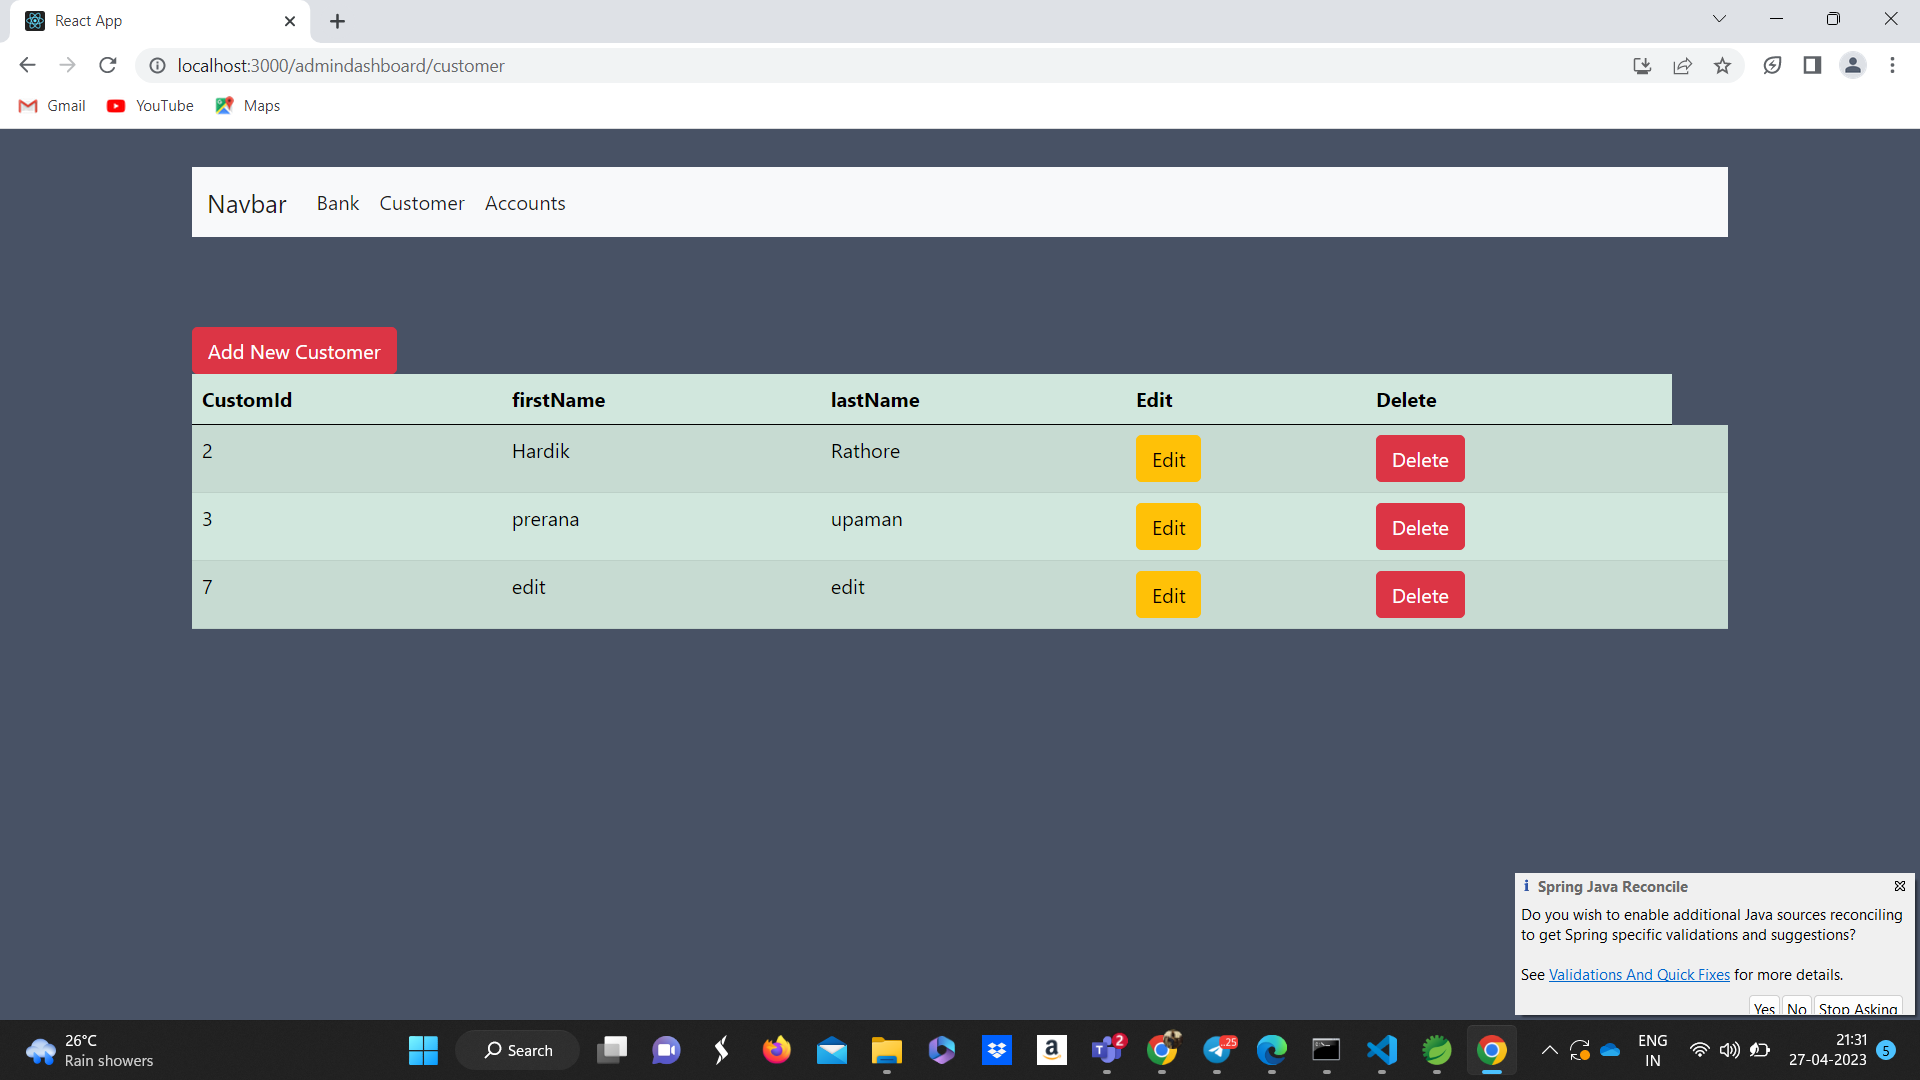 React App
localhost:3000/admindashboard/customer
Gmail YouTube Maps
Navbar Bank Customer Accounts
Add New Customer
CustomId firstName lastName Edit Delete
2 Hardik Rathore Edit Delete
3 prerana upaman Edit Delete
7 edit edit Edit Delete
Spring Java Reconcile
Do you wish to enable additional Java sources reconciling
to get Spring specific validations and suggestions?
See Validations And Quick Fixes for more details.
Yes No Stop Asking
26°C
Rain showers
Search
a
2
.25
ENG
IN
21:31
27-04-2023
5